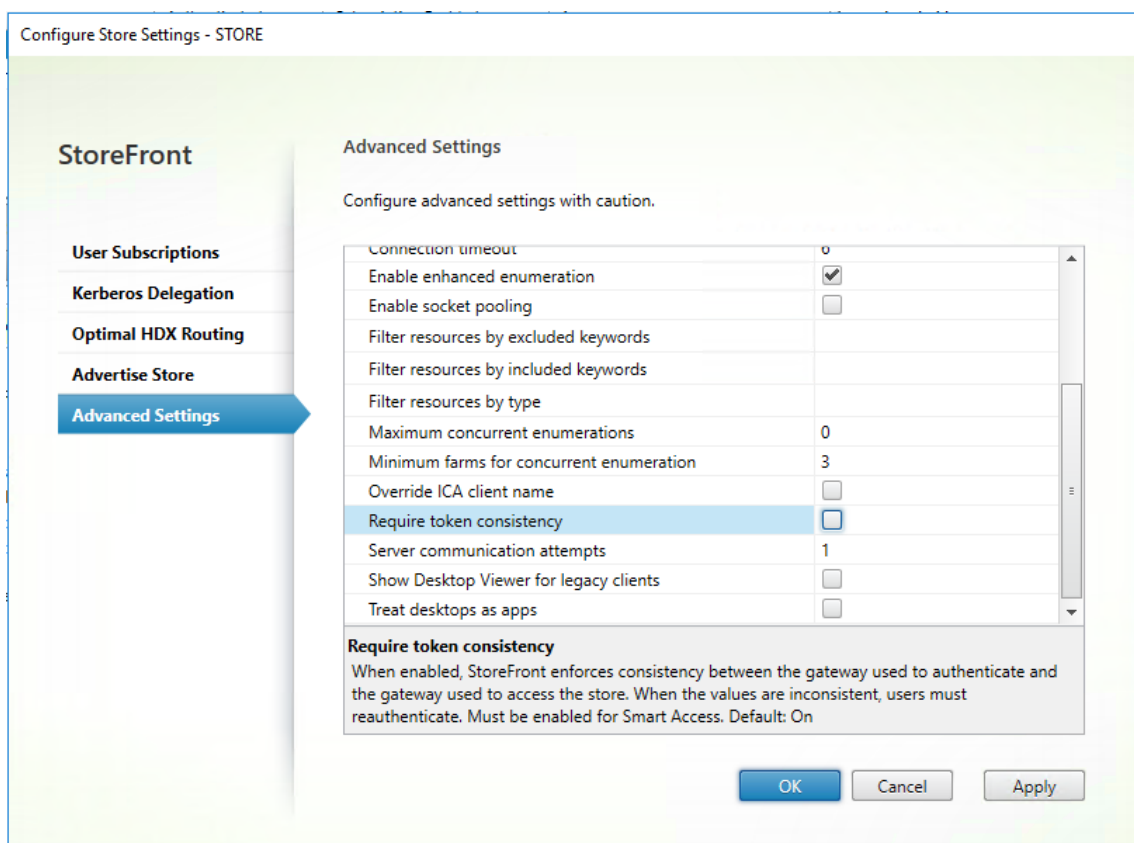 Configure Store Settings - STORE
StoreFront
User Subscriptions
Kerberos Delegation
Optimal HDX Routing
Advertise Store
Advanced Settings
Advanced Settings
Configure advanced settings with caution.
Connection timeout 6
Enable enhanced enumeration
Enable socket pooling
Filter resources by excluded keywords
Filter resources by included keywords
Filter resources by type
Maximum concurrent enumerations 0
Minimum farms for concurrent enumeration 3
Override ICA client name
Require token consistency
Server communication attempts 1
Show Desktop Viewer for legacy clients
Treat desktops as apps
Require token consistency
When enabled, StoreFront enforces consistency between the gateway used to authenticate and
the gateway used to access the store. When the values are inconsistent, users must
reauthenticate. Must be enabled for Smart Access. Default: On
OK Cancel Apply